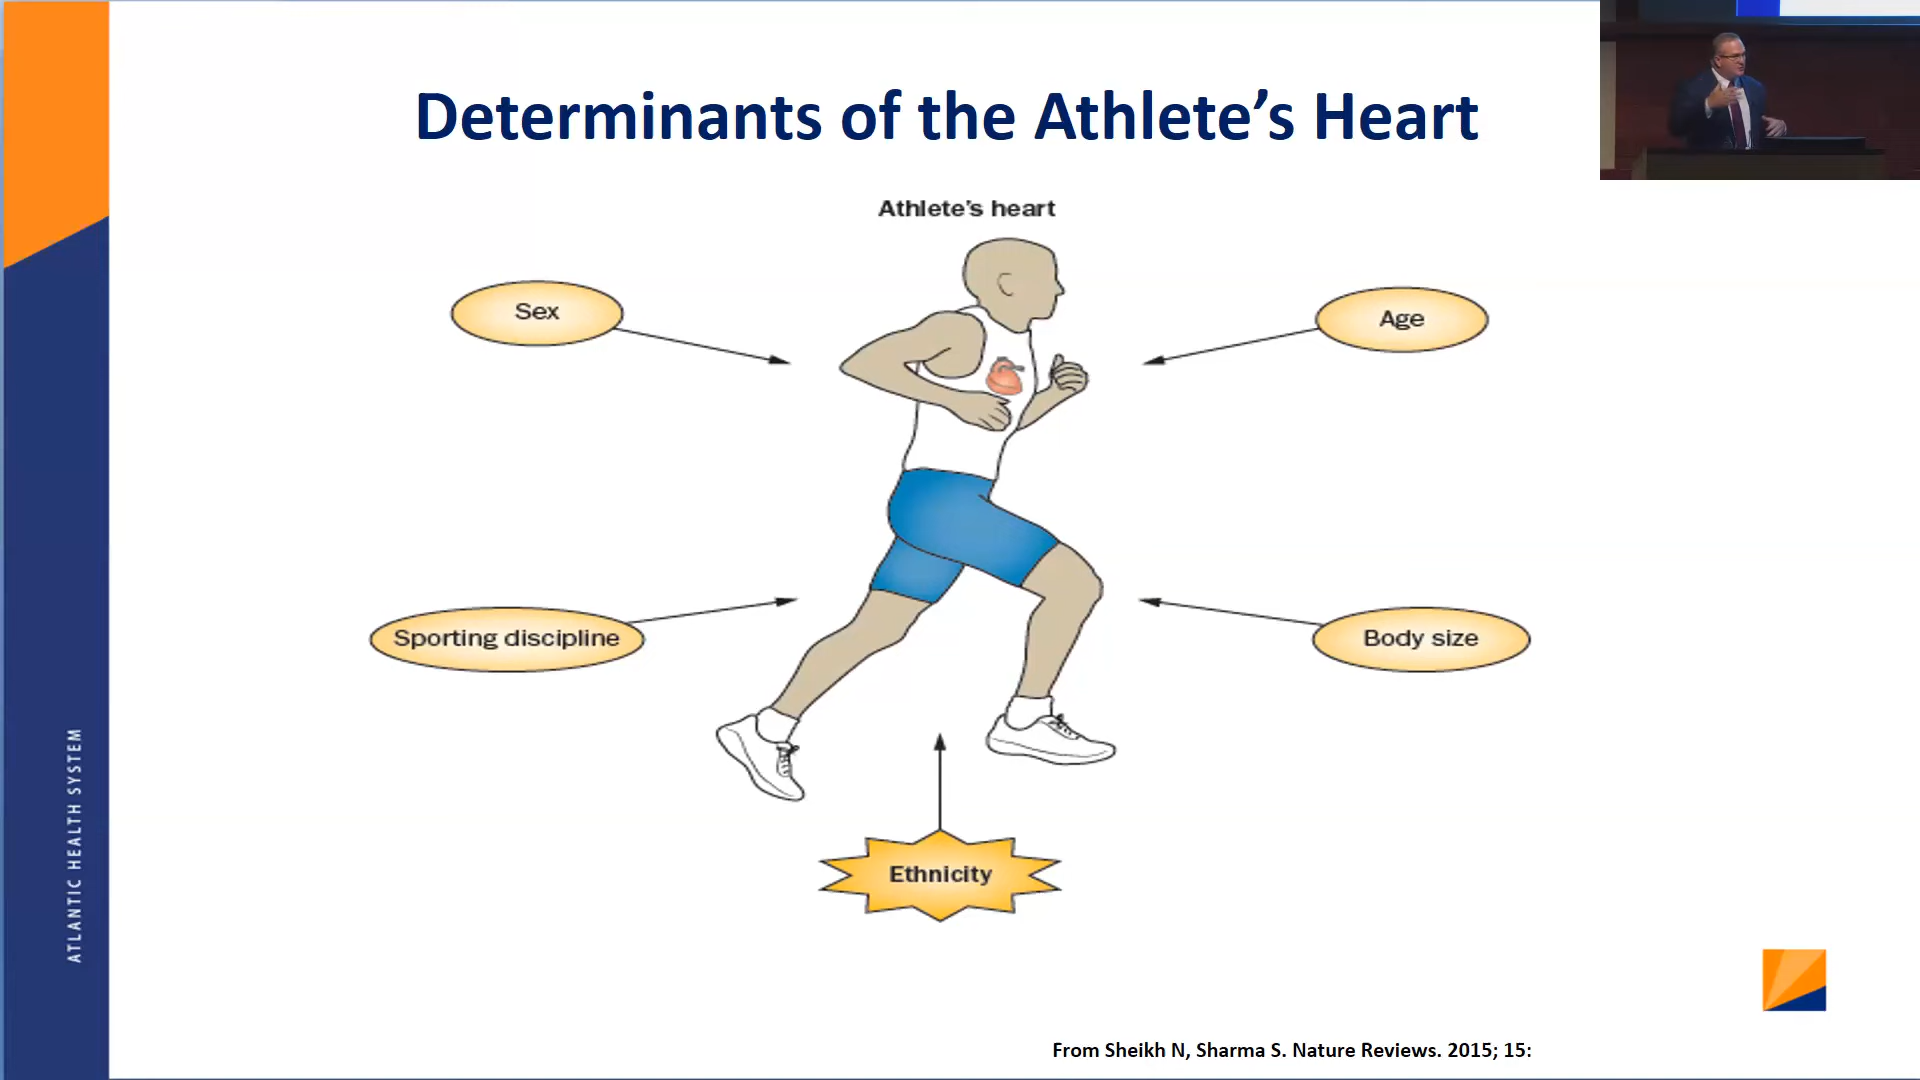 Determinants of the Athlete’s Heart
Athlete’s heart
Sex
Age
Sporting discipline
Body size
Ethnicity
ATLANTIC HEALTH SYSTEM
From Sheikh N, Sharma S. Nature Reviews. 2015; 15: